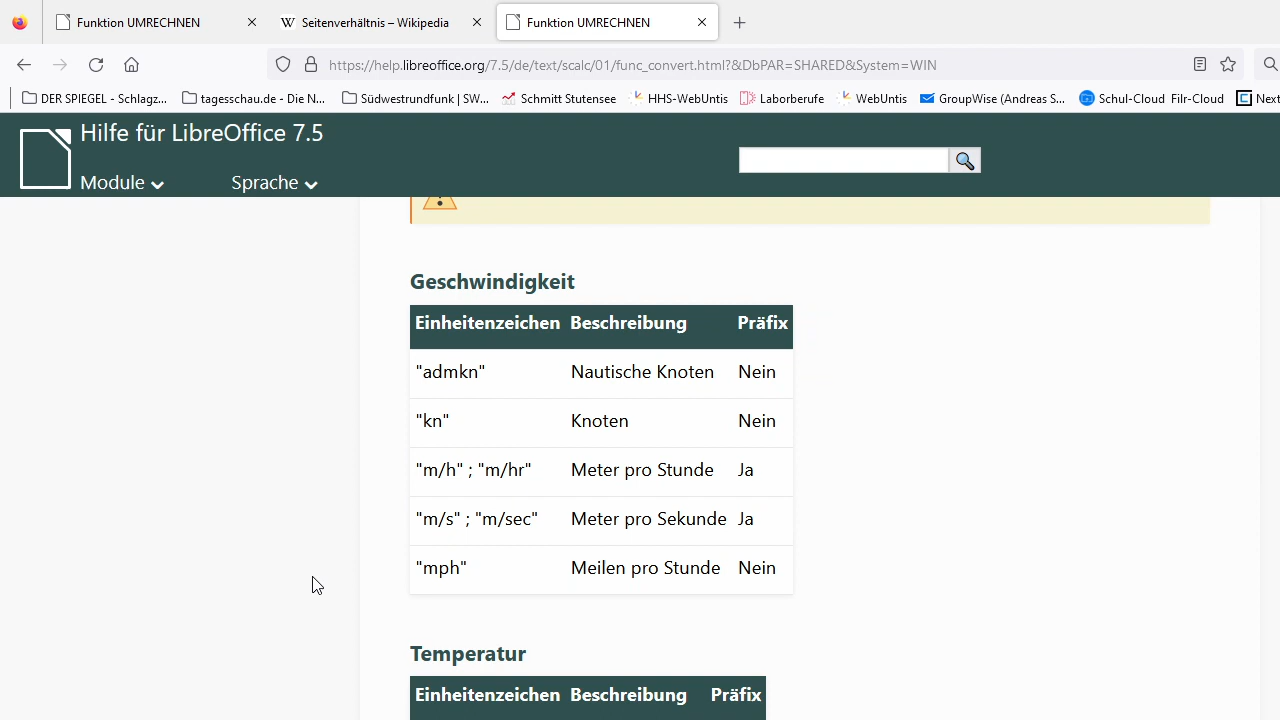 Funktion UMRECHNEN
Seitenverhältnis – Wikipedia
Funktion UMRECHNEN
https://help.libreoffice.org/7.5/de/text/scalc/01/func_convert.html?&DbPAR=SHARED&System=WIN
DER SPIEGEL - Schlagz...
tagesschau.de - Die N...
Südwestrundfunk | SW...
Schmitt Stuttensee
HHS-WebUntis
Laborberufe
WebUntis
GroupWise (Andreas S...
Schul-Cloud Filr-Cloud
Next
Hilfe für LibreOffice 7.5
Module
Sprache
Geschwindigkeit
Einheitenzeichen Beschreibung Präfix
"admkn" Nautische Knoten Nein
"kn" Knoten Nein
"m/h" ; "m/hr" Meter pro Stunde Ja
"m/s" ; "m/sec" Meter pro Sekunde Ja
"mph" Meilen pro Stunde Nein
Temperatur
Einheitenzeichen Beschreibung Präfix